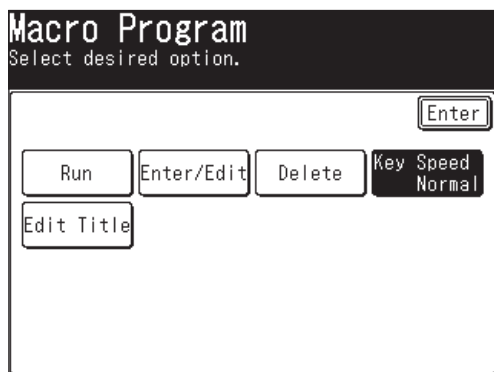 Macro Program
Select desired option.
Enter
Run
Enter/Edit
Delete
Key Speed
Normal
Edit Title